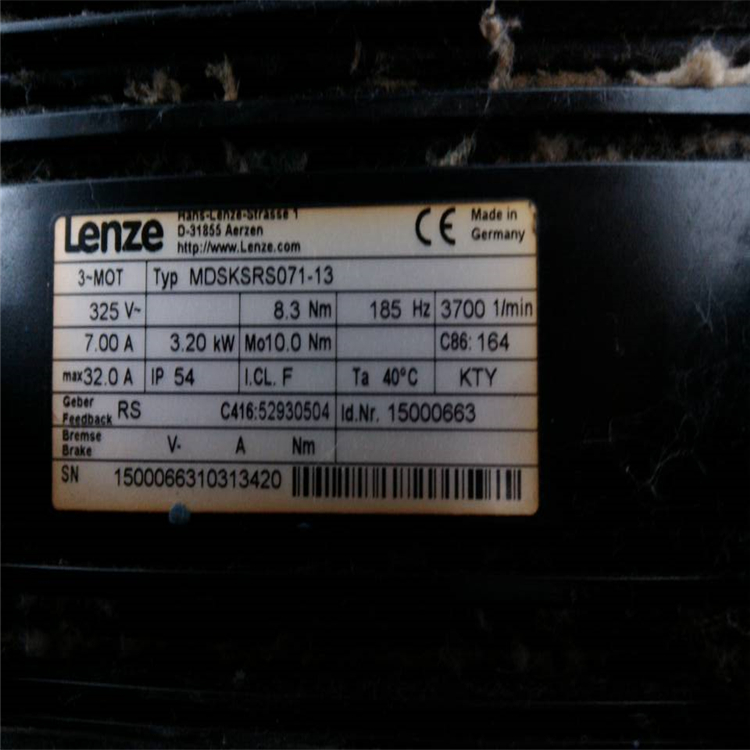 Lenze
Hans-Lenze-Strasse 1
D-31855 Aerzen
http://www.Lenze.com
CE
Made in
Germany
3~MOT Typ MDSKSRS071-13
325 V~ 8.3 Nm 185 Hz 3700 1/min
7.00 A 3.20 kW Mo10.0 Nm C86: 164
max32.0 A IP 54 I.CL. F Ta 40°C KTY
Geber
Feedback RS C416:52930504 Id.Nr. 15000663
Bremse
Brake V- A Nm
SN 1500066310313420